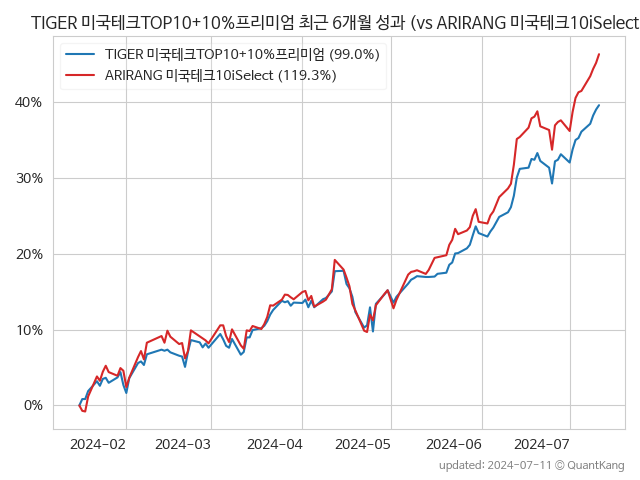 TIGER 미국테크TOP10+10%프리미엄 최근 6개월 성과 (vs ARIRANG 미국테크10iSelect
TIGER 미국테크TOP10+10%프리미엄 (99.0%)
ARIRANG 미국테크10iSelect (119.3%)
40%
30%
20%
10%
0%
2024-02 2024-03 2024-04 2024-05 2024-06 2024-07
updated: 2024-07-11 © QuantKang